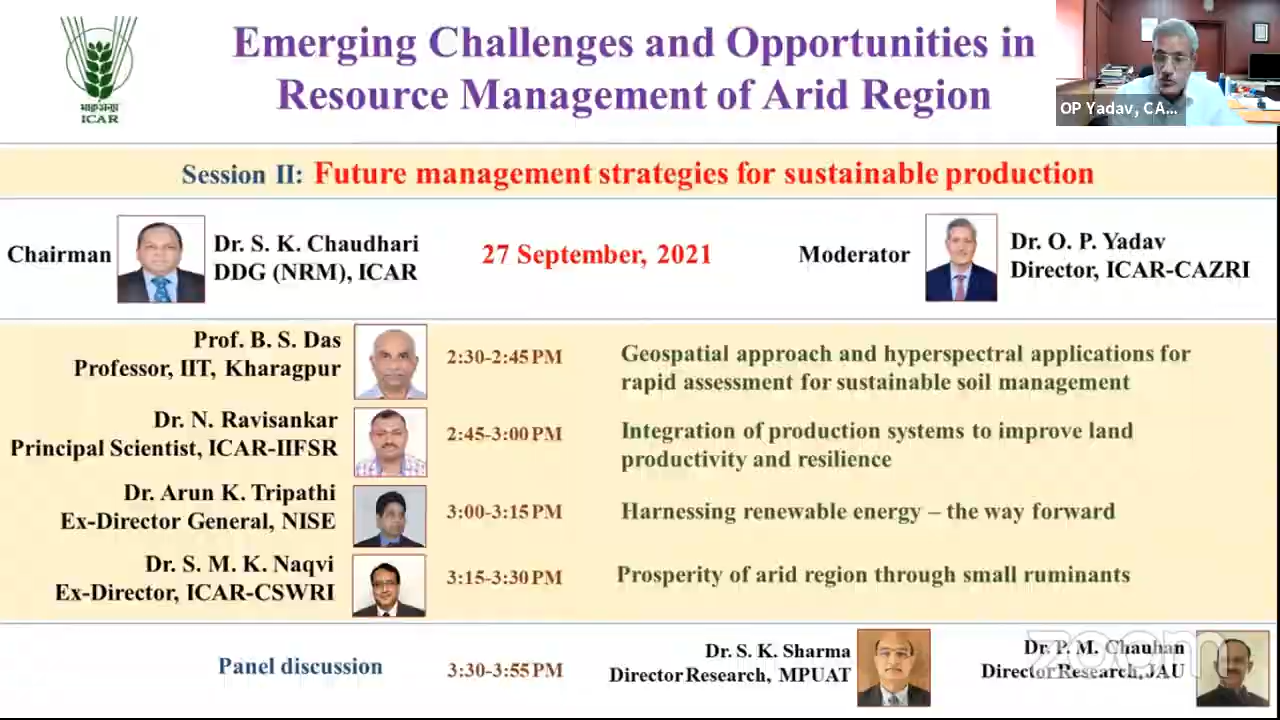 Emerging Challenges and Opportunities in
Resource Management of Arid Region
ICAR
OP Yadav, CA...
Session II: Future management strategies for sustainable production
Chairman
Dr. S. K. Chaudhari
DDG (NRM), ICAR
27 September, 2021
Moderator
Dr. O. P. Yadav
Director, ICAR-CAZRI
Prof. B. S. Das
Professor, IIT, Kharagpur
2:30-2:45 PM
Geospatial approach and hyperspectral applications for
rapid assessment for sustainable soil management
Dr. N. Ravisankar
Principal Scientist, ICAR-IIFSR
2:45-3:00 PM
Integration of production systems to improve land
productivity and resilience
Dr. Arun K. Tripathi
Ex-Director General, NISE
3:00-3:15 PM
Harnessing renewable energy – the way forward
Dr. S. M. K. Naqvi
Ex-Director, ICAR-CSWRI
3:15-3:30 PM
Prosperity of arid region through small ruminants
Panel discussion
3:30-3:55 PM
Dr. S. K. Sharma
Director Research, MPUAT
Dr. P. M. Chauhan
Director Research, JAU
zoom